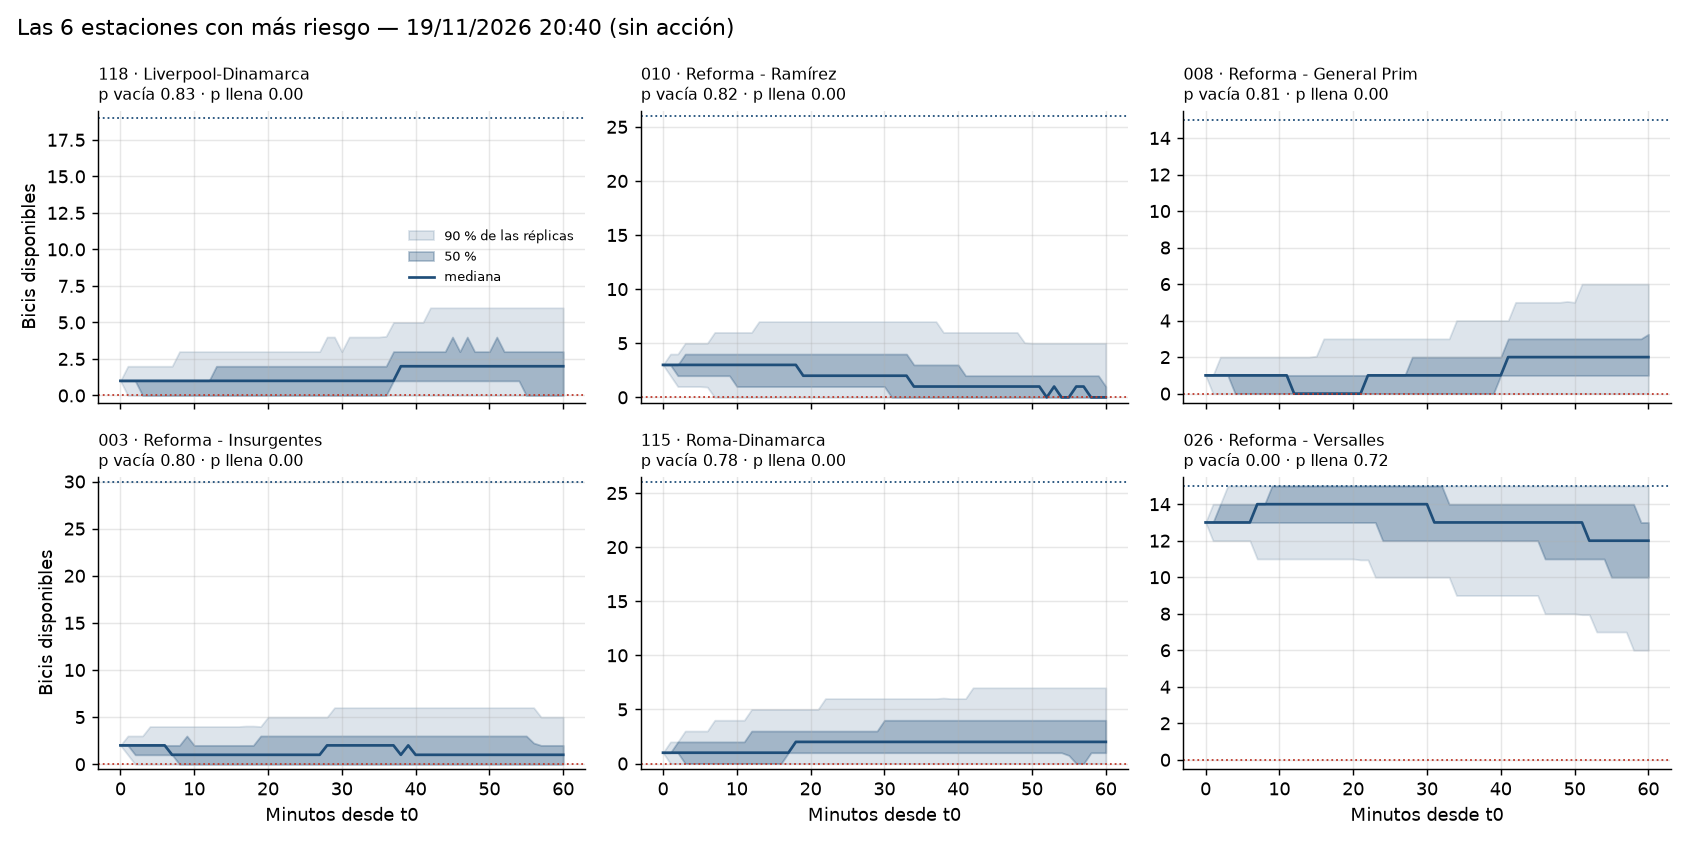 Las 6 estaciones con más riesgo — 19/11/2026 20:40 (sin acción)
118 · Liverpool-Dinamarca
p vacía 0.83 · p llena 0.00
17.5
15.0
12.5
10.0
7.5
5.0
2.5
0.0
Bicis disponibles
90 % de las réplicas
50 %
mediana
010 · Reforma - Ramírez
p vacía 0.82 · p llena 0.00
25
20
15
10
5
0
008 · Reforma - General Prim
p vacía 0.81 · p llena 0.00
14
12
10
8
6
4
2
0
003 · Reforma - Insurgentes
p vacía 0.80 · p llena 0.00
30
25
20
15
10
5
0
Bicis disponibles
0 10 20 30 40 50 60
Minutos desde t0
115 · Roma-Dinamarca
p vacía 0.78 · p llena 0.00
25
20
15
10
5
0
0 10 20 30 40 50 60
Minutos desde t0
026 · Reforma - Versalles
p vacía 0.00 · p llena 0.72
14
12
10
8
6
4
2
0
0 10 20 30 40 50 60
Minutos desde t0